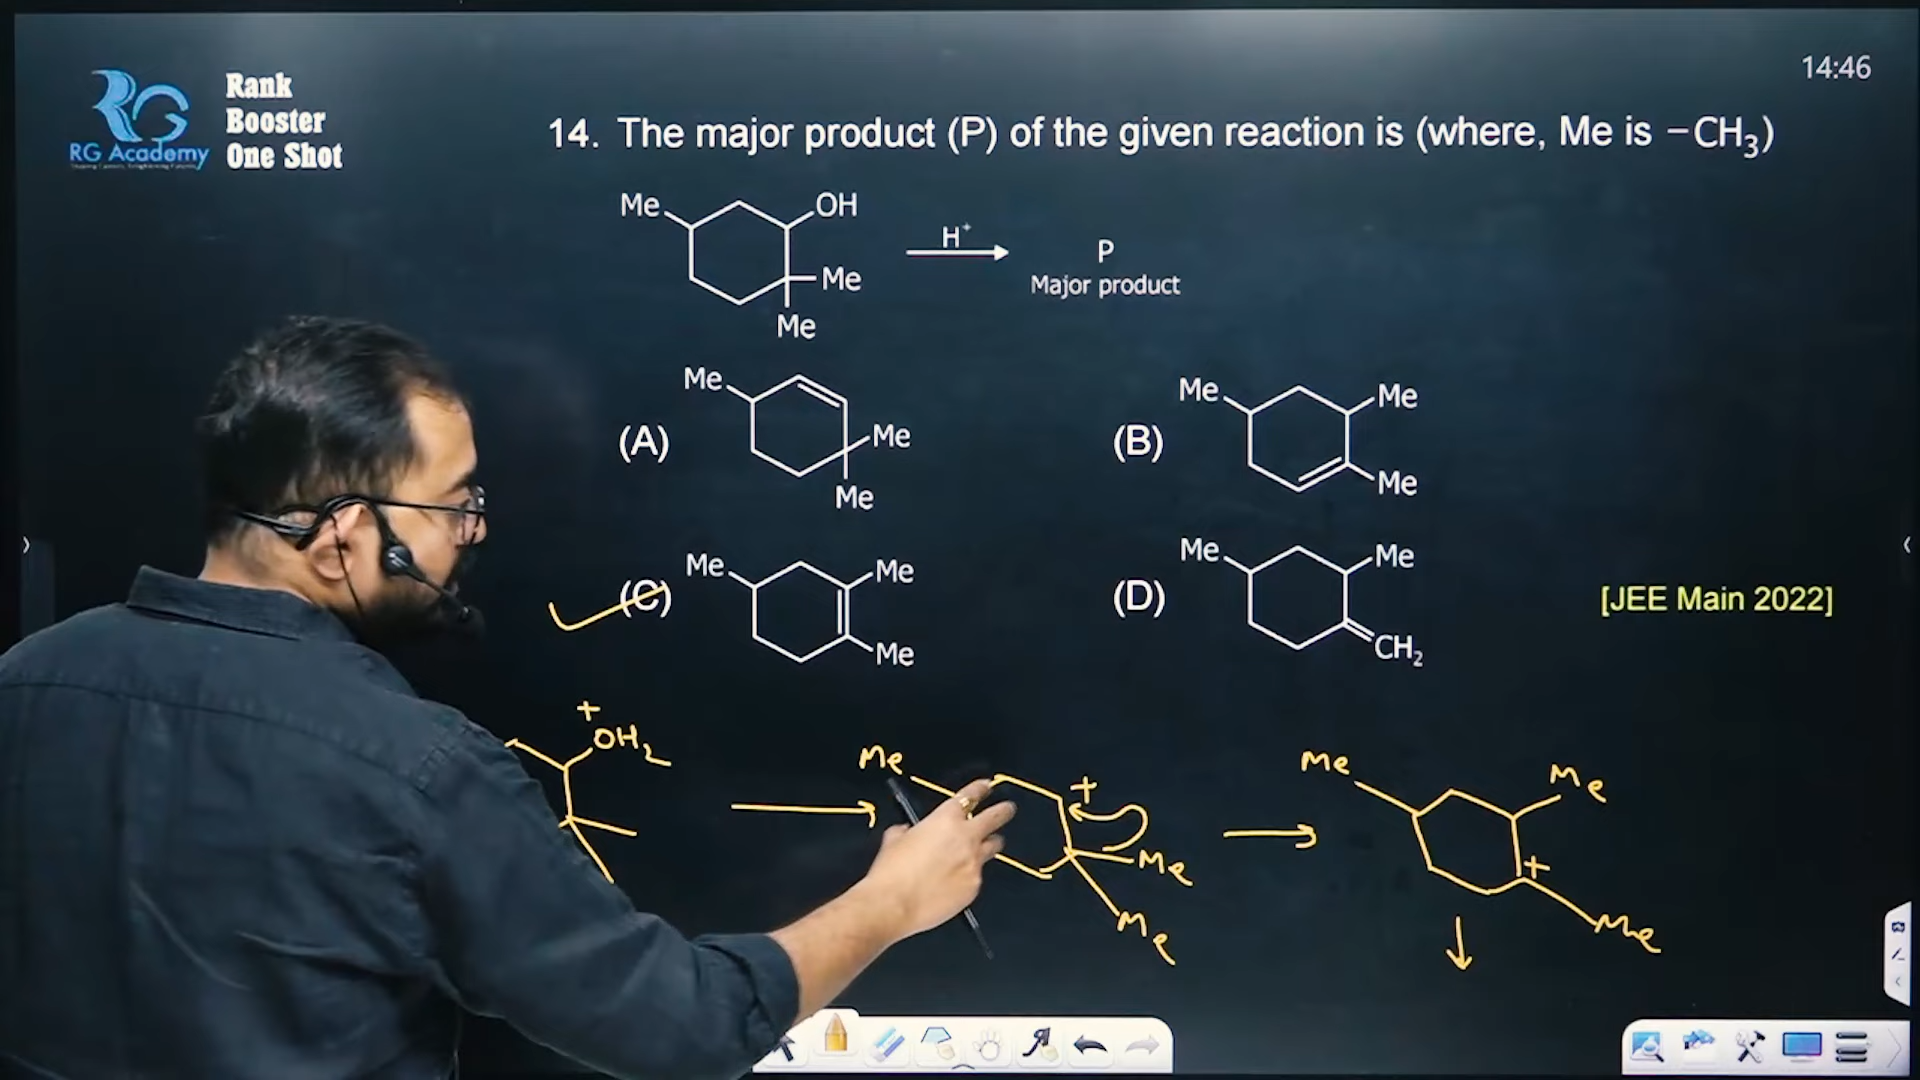 14:46
RG Academy
Rank
Booster
One Shot
14. The major product (P) of the given reaction is (where, Me is −CH₃)
Me
OH
Me
Me
H⁺
P
Major product
(A)
Me
Me
Me
(B)
Me
Me
Me
(C)
Me
Me
Me
(D)
Me
Me
CH₂
[JEE Main 2022]
+
OH₂
Me
+
Me
Me
Me
Me
+
Me